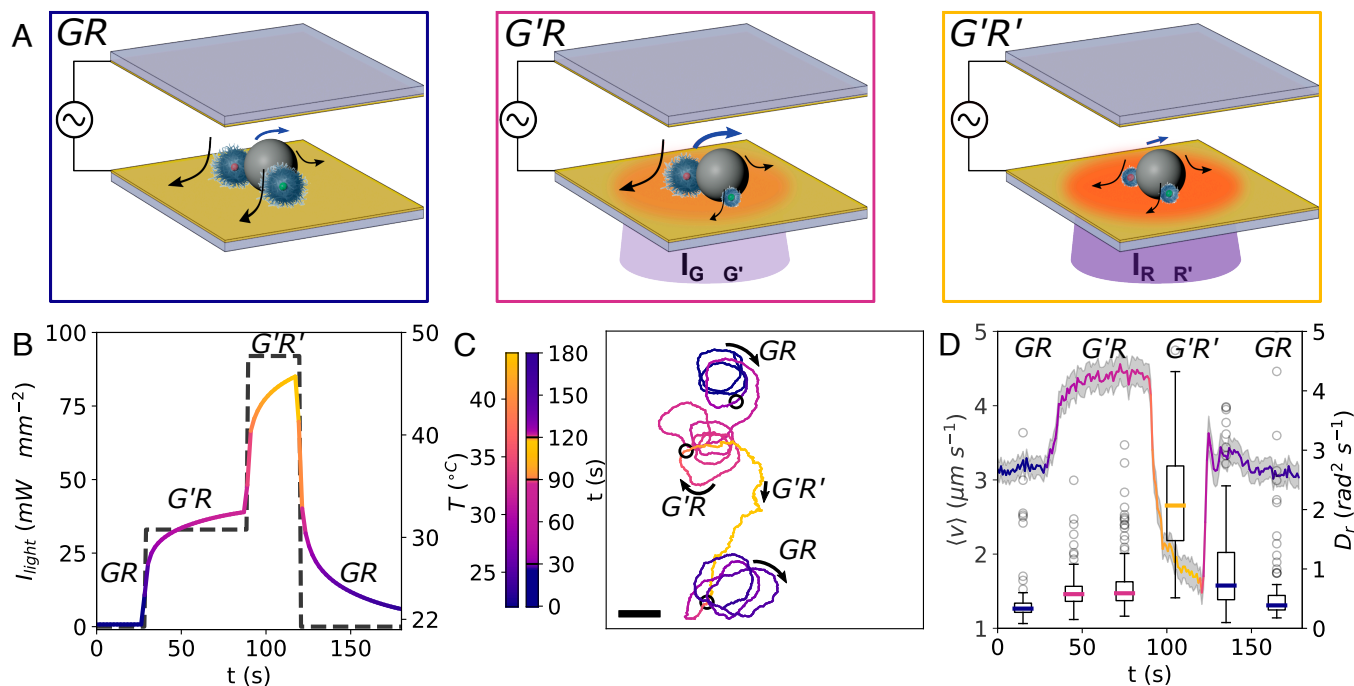 A
GR
G'R
G'R'
I_G G'
I_R R'
B
I_light (mW mm⁻²)
100
75
50
25
0
GR
G'R
G'R'
GR
50
40
30
22
T (°C)
0
50
100
150
t (s)
C
T (°C)
40
35
30
25
180
150
120
90
60
30
0
t (s)
GR
G'R
G'R'
GR
D
⟨v⟩ (μm s⁻¹)
5
4
3
2
1
GR
G'R
G'R'
GR
5
4
3
2
1
0
D_r (rad² s⁻¹)
0
50
100
150
t (s)